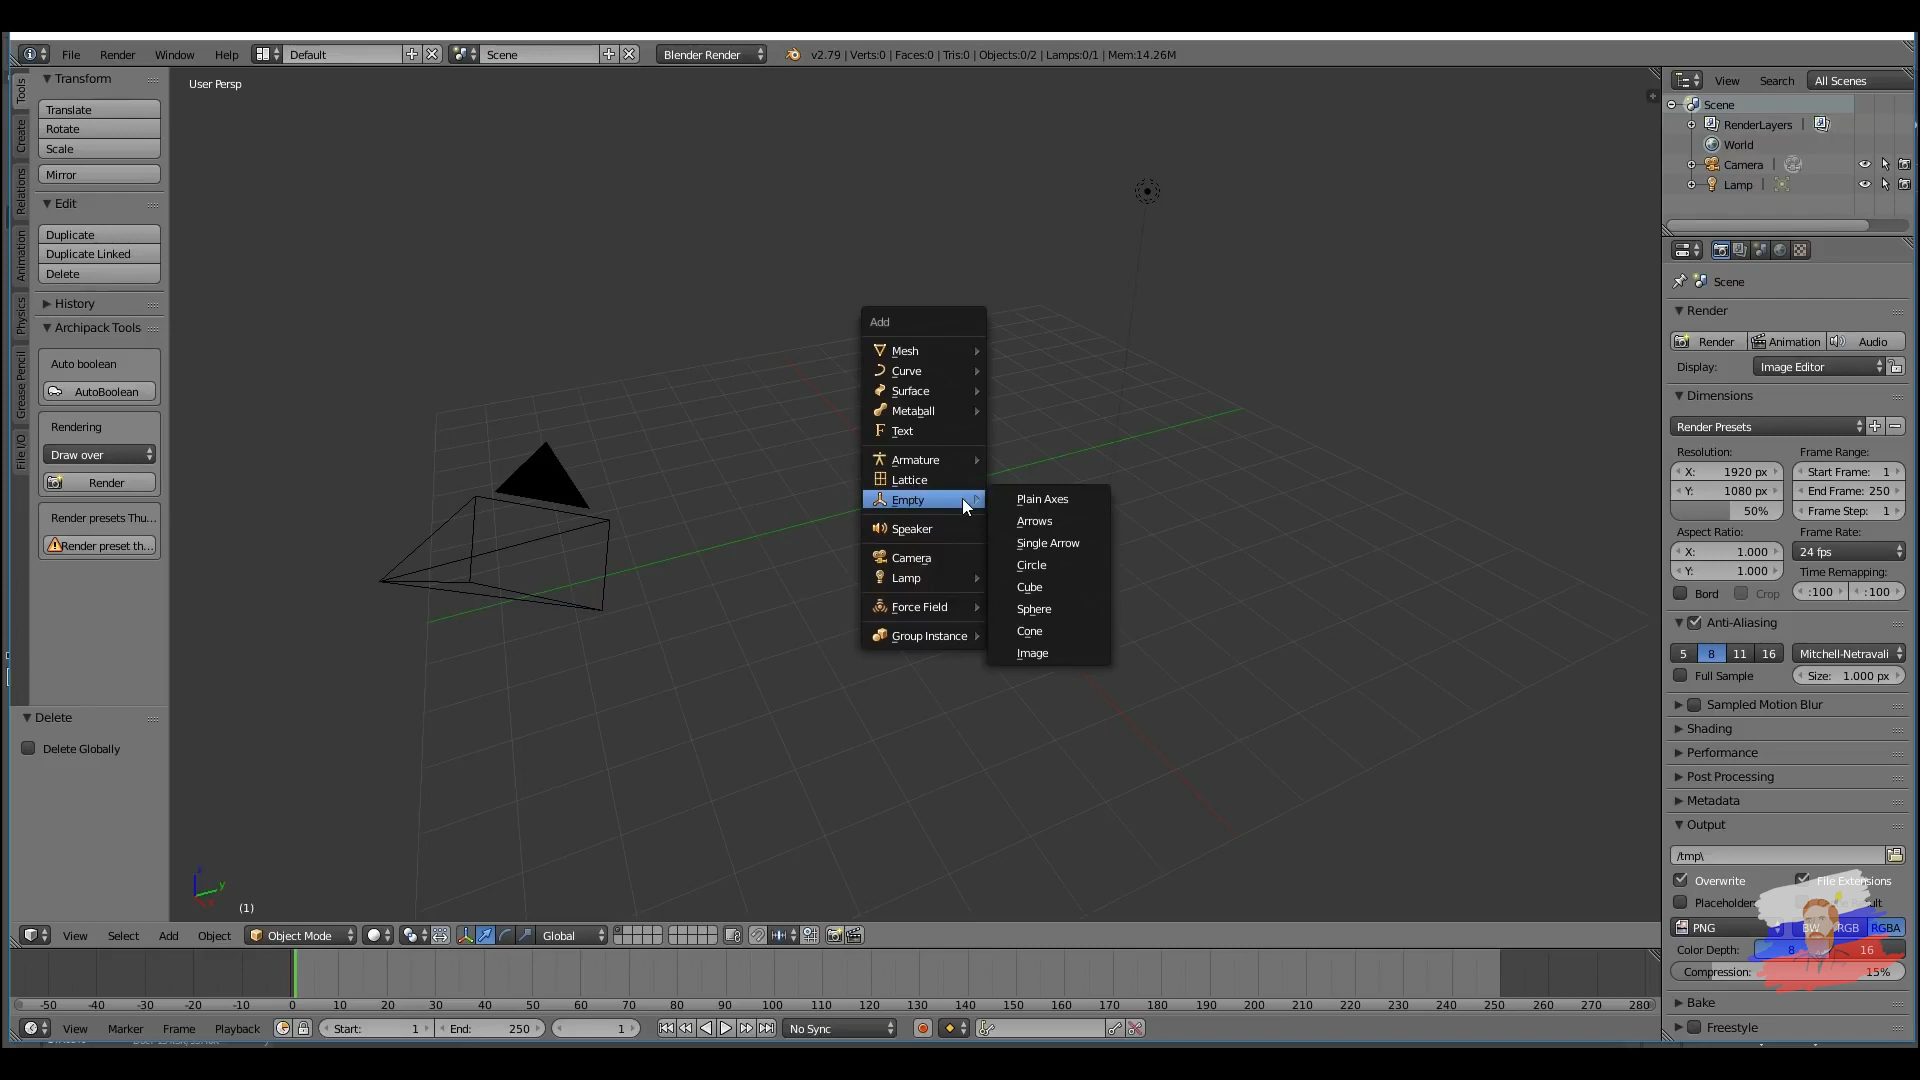 File Render Window Help Default Scene Blender Render v2.79 | Verts:0 | Faces:0 | Tris:0 | Objects:0/2 | Lamps:0/1 | Mem:14.26M
Tools
Create
Relations
Animation
Physics
Grease Pencil
File I/O
Transform
Translate
Rotate
Scale
Mirror
Edit
Duplicate
Duplicate Linked
Delete
History
Archipack Tools
Auto boolean
AutoBoolean
Rendering
Draw over
Render
Render presets Thu...
Render preset th...
Delete
Delete Globally
User Persp
Add
Mesh
Curve
Surface
Metaball
Text
Armature
Lattice
Empty
Speaker
Camera
Lamp
Force Field
Group Instance
Plain Axes
Arrows
Single Arrow
Circle
Cube
Sphere
Cone
Image
y
(1)
View Search All Scenes
Scene
RenderLayers
World
Camera
Lamp
Scene
Render
Render Animation Audio
Display: Image Editor
Dimensions
Render Presets
Resolution: Frame Range:
X: 1920 px Start Frame: 1
Y: 1080 px End Frame: 250
50% Frame Step: 1
Aspect Ratio: Frame Rate:
X: 1.000 24 fps
Y: 1.000 Time Remapping:
Bord Crop :100 :100
Anti-Aliasing
5 8 11 16 Mitchell-Netravali
Full Sample Size: 1.000 px
Sampled Motion Blur
Shading
Performance
Post Processing
Metadata
Output
/tmp\
Overwrite File Extensions
PNG BW RGB RGBA
Color Depth: 8 16
Compression: 15%
Bake
Freestyle
View Select Add Object Object Mode Global
-50 -40 -30 -20 -10 0 10 20 30 40 50 60 70 80 90 100 110 120 130 140 150 160 170 180 190 200 210 220 230 240 250 260 270 280
View Marker Frame Playback Start: 1 End: 250 1 No Sync